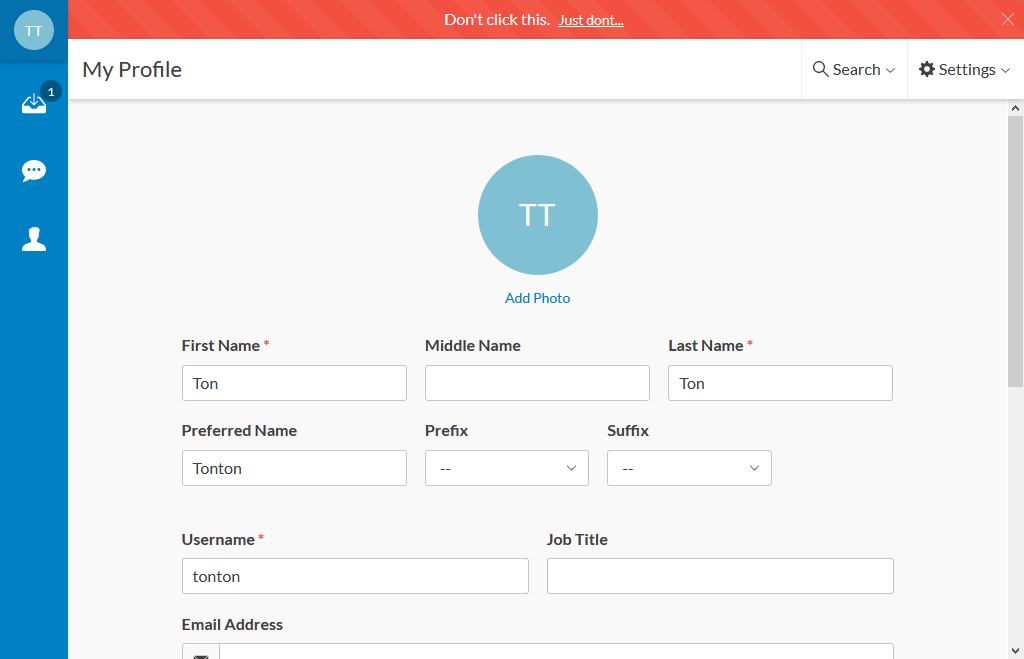 TT
Don't click this. Just dont...
1
My Profile
Search
Settings
TT
Add Photo
First Name *
Middle Name
Last Name *
Ton
Ton
Preferred Name
Prefix
Suffix
Tonton
--
--
Username *
Job Title
tonton
Email Address